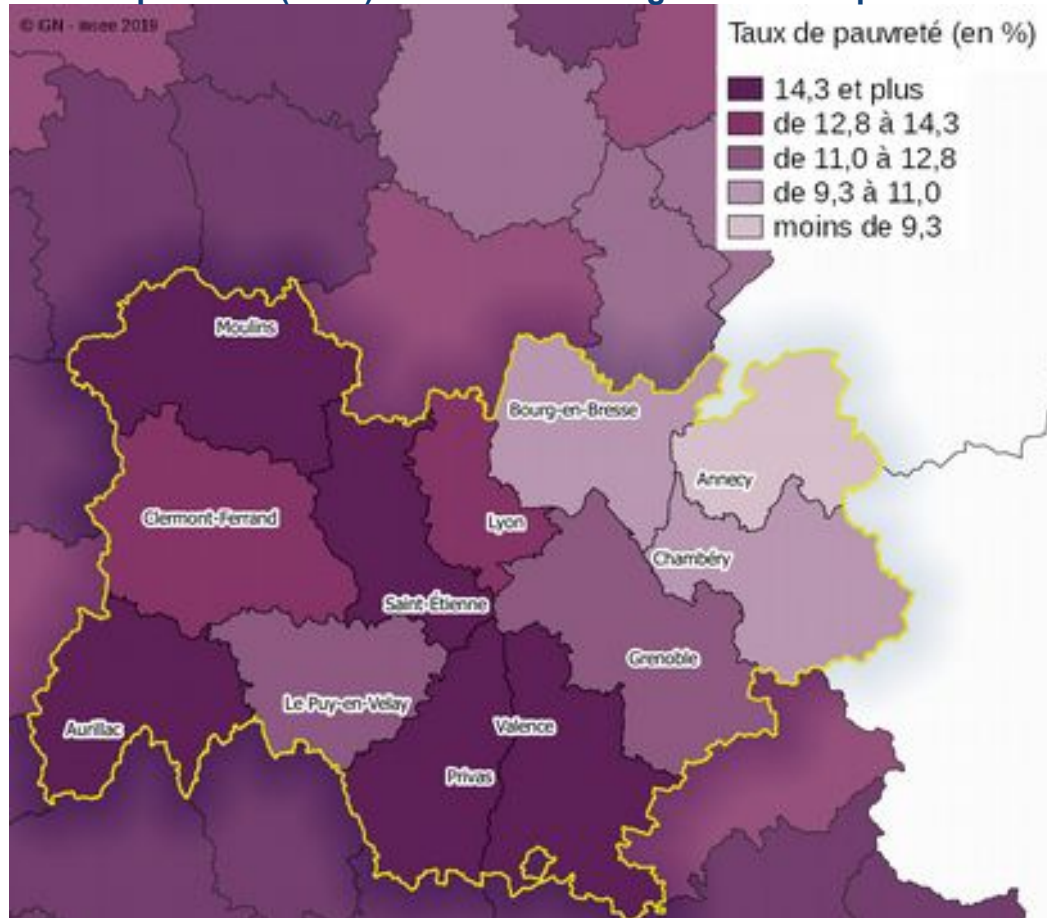 © IGN - Insee 2019
Taux de pauvreté (en %)
14,3 et plus
de 12,8 à 14,3
de 11,0 à 12,8
de 9,3 à 11,0
moins de 9,3
Moulins
Bourg-en-Bresse
Annecy
Clermont-Ferrand
Lyon
Chambéry
Saint-Étienne
Grenoble
Le Puy-en-Velay
Aurillac
Valence
Privas